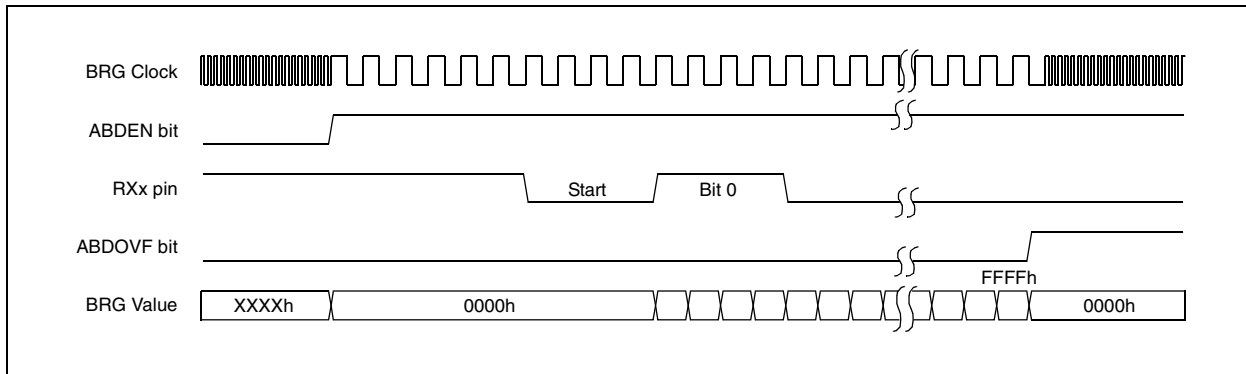 BRG Clock
ABDEN bit
RXx pin
Start
Bit 0
ABDOVF bit
FFFFh
BRG Value
XXXXh
0000h
0000h